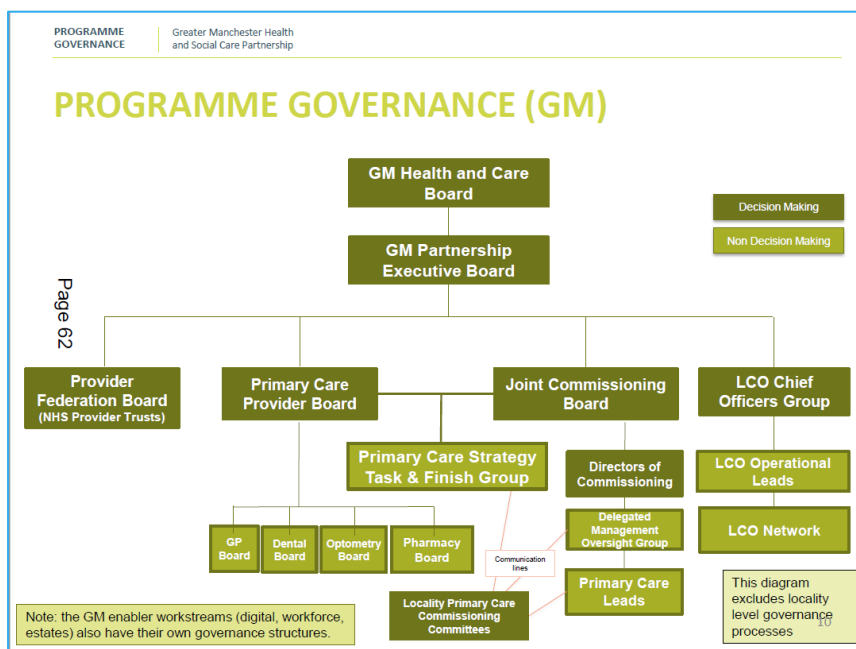 PROGRAMME
GOVERNANCE
Greater Manchester Health
and Social Care Partnership
PROGRAMME GOVERNANCE (GM)
GM Health and Care
Board
Decision Making
Non Decision Making
GM Partnership
Executive Board
Page 62
Provider
Federation Board
(NHS Provider Trusts)
Primary Care
Provider Board
Joint Commissioning
Board
LCO Chief
Officers Group
Primary Care Strategy
Task & Finish Group
Directors of
Commissioning
LCO Operational
Leads
GP
Board
Dental
Board
Optometry
Board
Pharmacy
Board
Delegated
Management
Oversight Group
LCO Network
Communication
lines
Primary Care
Leads
Locality Primary Care
Commissioning
Committees
Note: the GM enabler workstreams (digital, workforce,
estates) also have their own governance structures.
This diagram
excludes locality
level governance
processes
10